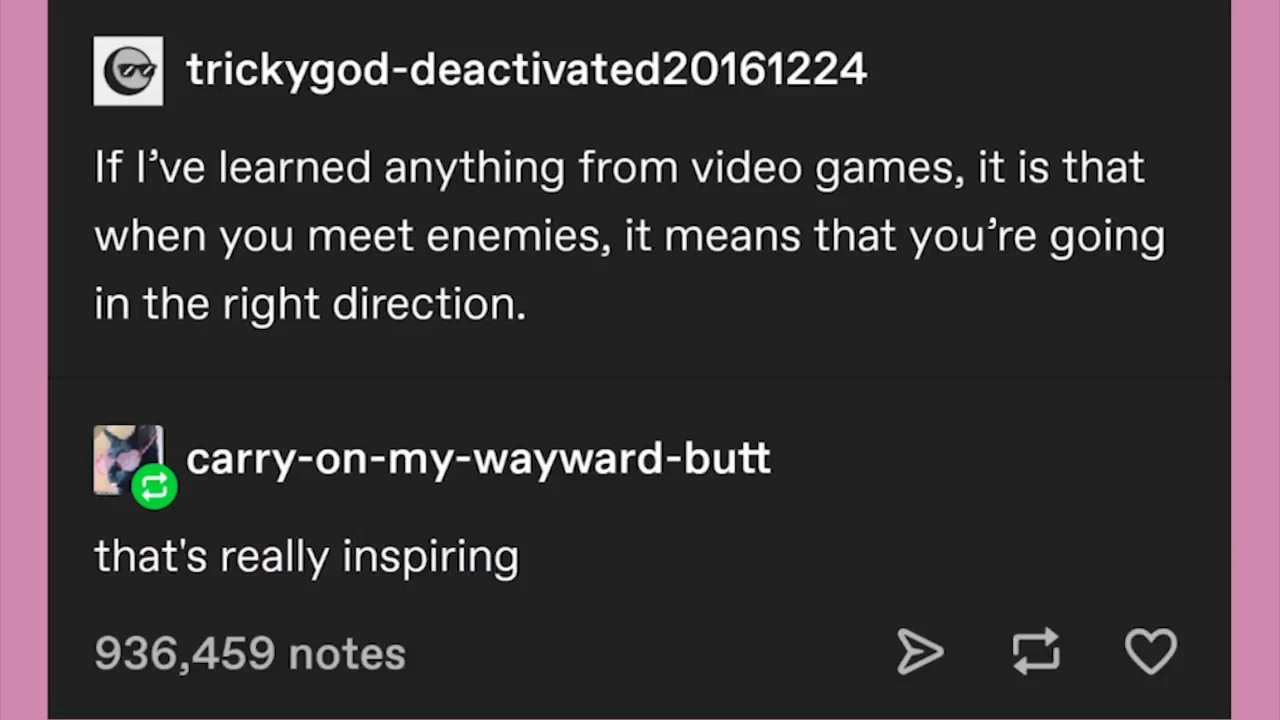 trickygod-deactivated20161224
If I’ve learned anything from video games, it is that
when you meet enemies, it means that you’re going
in the right direction.
carry-on-my-wayward-butt
that's really inspiring
936,459 notes